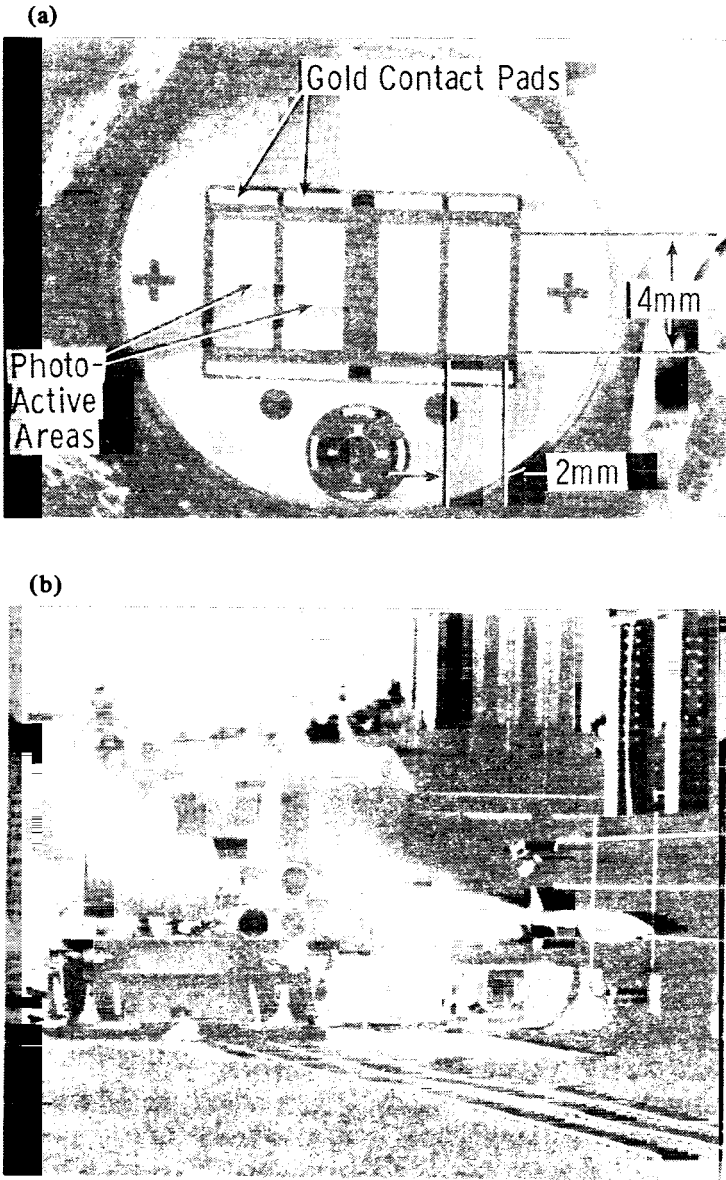 (a)
Gold Contact Pads
4mm
Photo-
Active
Areas
2mm
(b)